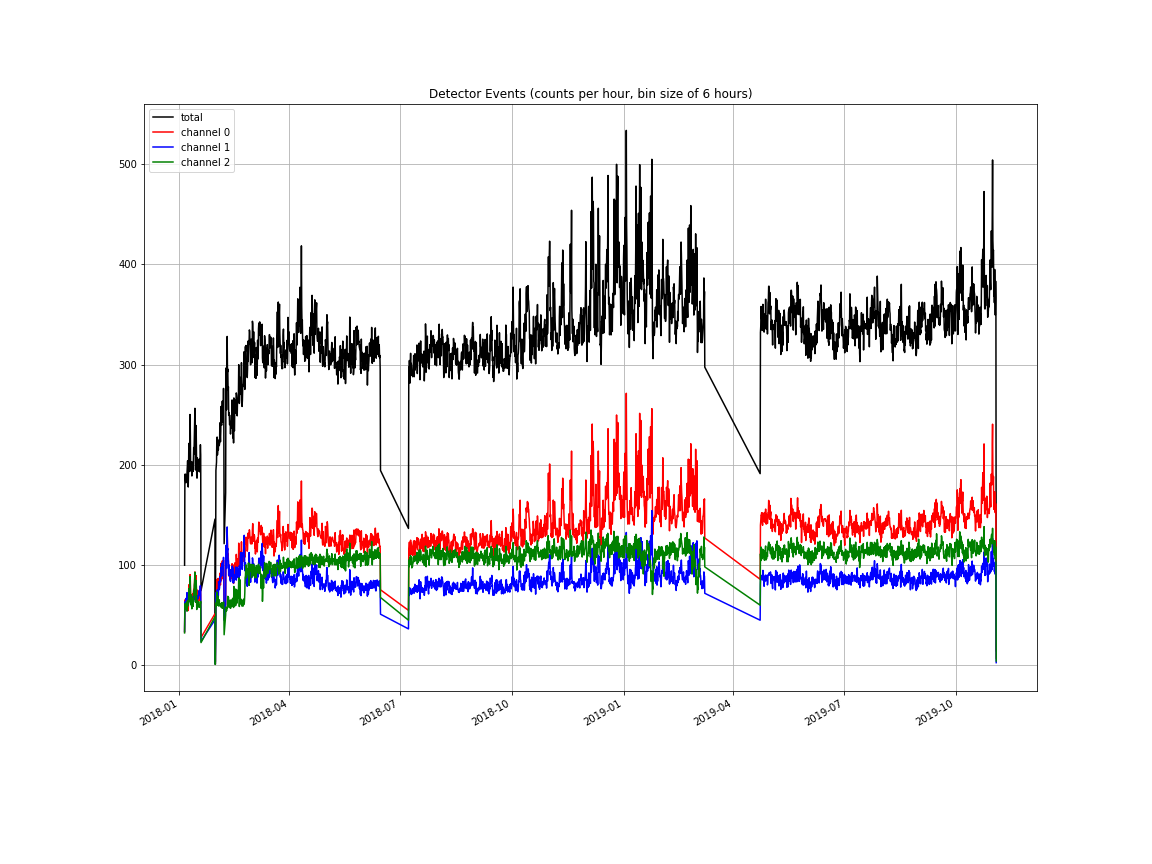 Detector Events (counts per hour, bin size of 6 hours)
total
channel 0
channel 1
channel 2
500
400
300
200
100
0
2018-01
2018-04
2018-07
2018-10
2019-01
2019-04
2019-07
2019-10